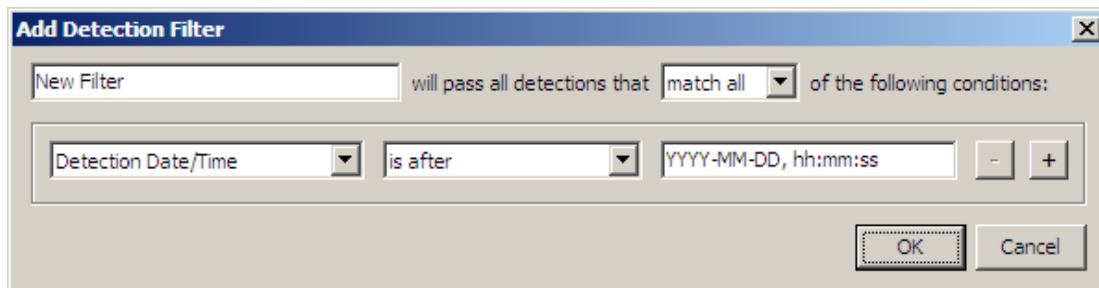 Add Detection Filter
New Filter will pass all detections that match all of the following conditions:
Detection Date/Time is after YYYY-MM-DD, hh:mm:ss - +
OK Cancel